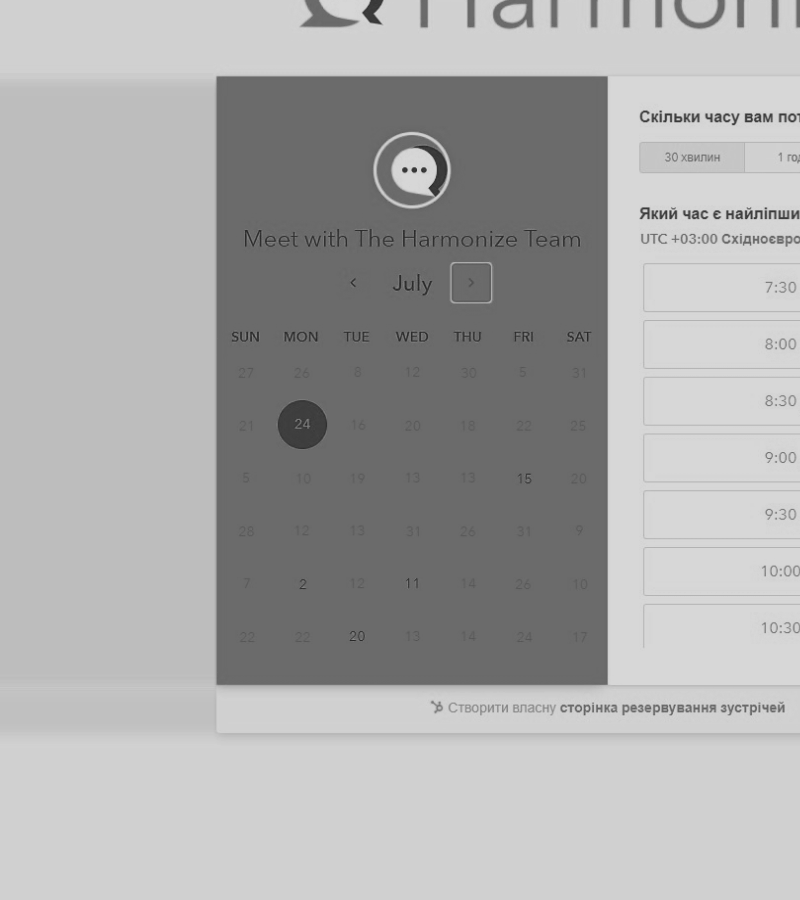 Harmoni
Meet with The Harmonize Team
July
SUN MON TUE WED THU FRI SAT
27 26 8 12 30 5 31
21 24 16 20 18 22 25
5 10 19 13 13 15 20
28 12 13 31 26 31 9
7 2 12 11 14 26 10
22 22 20 13 14 24 17
Скільки часу вам пот
30 хвилин 1 год
Який час є найліпши
UTC +03:00 Східноєвро
7:30
8:00
8:30
9:00
9:30
10:00
10:30
Створити власну сторінка резервування зустрічей